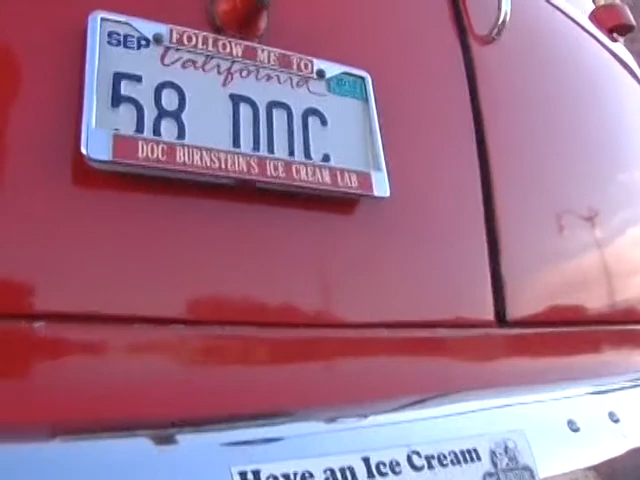 SEP
FOLLOW ME TO
California
58 DOC
DOC BURNSTEIN'S ICE CREAM LAB
Have an Ice Cream